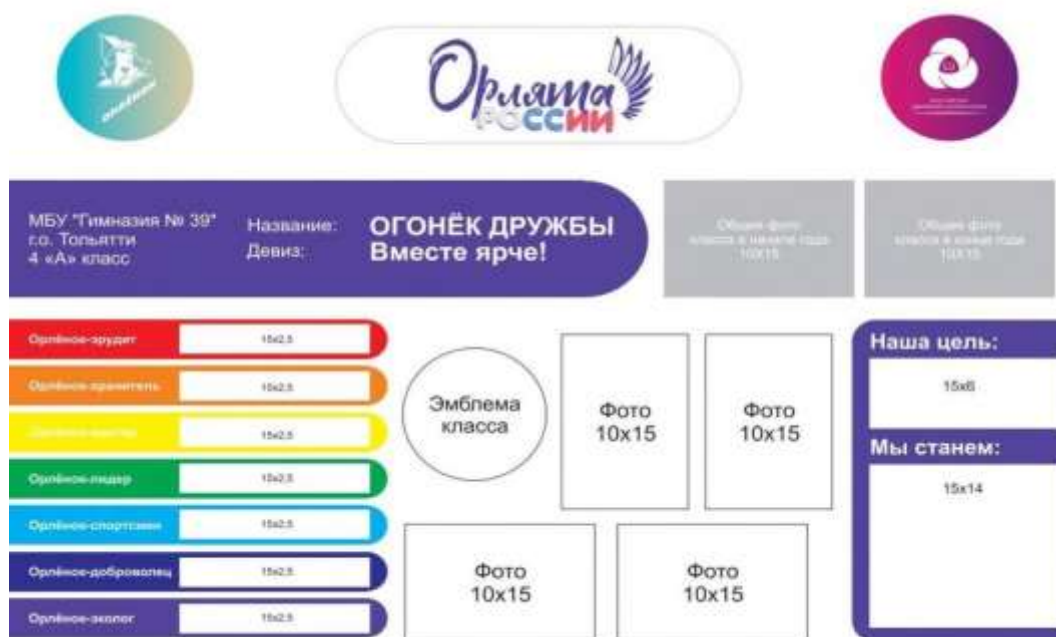 орлёнок
Орлята
РОССИИ
МБУ "Гимназия № 39"
г.о. Тольятти
4 «А» класс
Название:
Девиз:
ОГОНЁК ДРУЖБЫ
Вместе ярче!
Общее фото
класса в начале года
10X15
Общее фото
класса в конце года
10X15
Орлёнок-эрудит
15х2,5
Орлёнок-хранитель
15х2,5
15х2,5
Орлёнок-лидер
15х2,5
Орлёнок-спортсмен
15х2,5
Орлёнок-доброволец
15х2,5
Орлёнок-эколог
15х2,5
Эмблема
класса
Фото
10х15
Фото
10х15
Фото
10х15
Фото
10х15
Наша цель:
15х6
Мы станем:
15х14